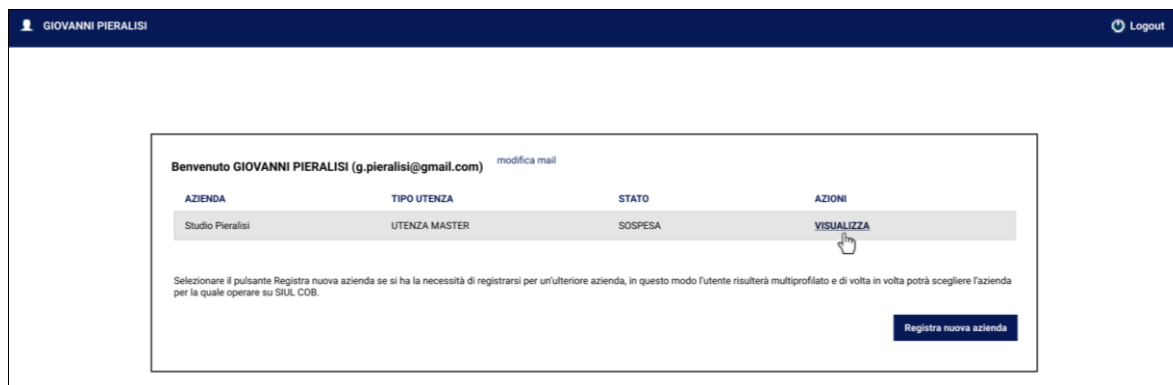 GIOVANNI PIERALISI Logout
Benvenuto GIOVANNI PIERALISI (g.pieralisi@gmail.com) modifica mail
AZIENDA TIPO UTENZA STATO AZIONI
Studio Pieralisi UTENZA MASTER SOSPESA VISUALIZZA
Selezionare il pulsante Registra nuova azienda se si ha la necessità di registrarsi per un'ulteriore azienda, in questo modo l'utente risulterà multiprofilato e di volta in volta potrà scegliere l'azienda
per la quale operare su SIUL COB.
Registra nuova azienda